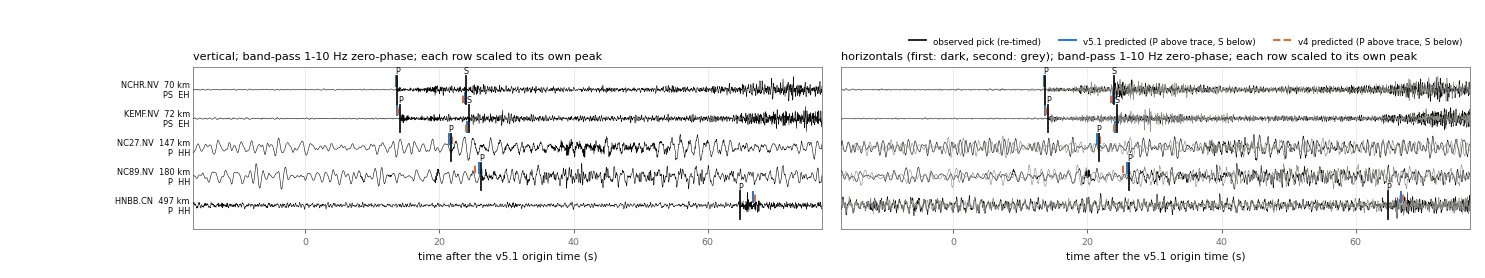 observed pick (re-timed)
v5.1 predicted (P above trace, S below)
v4 predicted (P above trace, S below)
vertical; band-pass 1-10 Hz zero-phase; each row scaled to its own peak
horizontals (first: dark, second: grey); band-pass 1-10 Hz zero-phase; each row scaled to its own peak
NCHR.NV 70 km
PS EH
P
S
P
S
KEMF.NV 72 km
PS EH
P
S
P
S
NC27.NV 147 km
P HH
P
P
NC89.NV 180 km
P HH
P
P
HNBB.CN 497 km
P HH
P
P
0
20
40
60
0
20
40
60
time after the v5.1 origin time (s)
time after the v5.1 origin time (s)